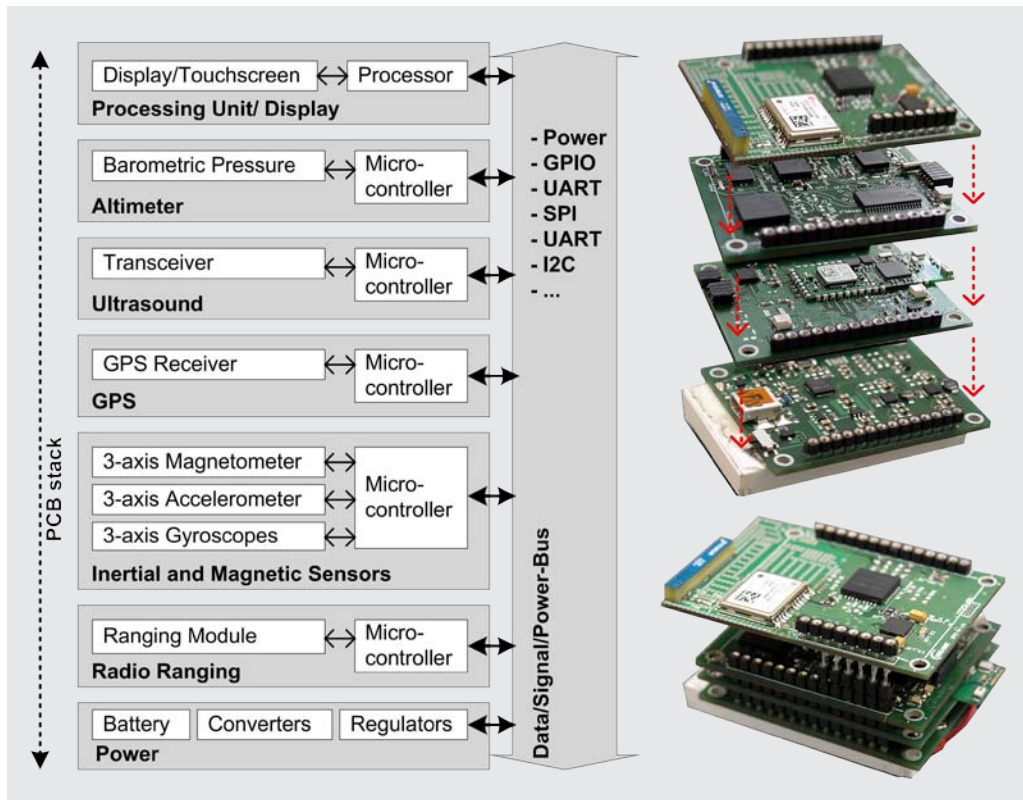 PCB stack
Display/Touchscreen
Processor
Processing Unit/ Display
Barometric Pressure
Micro-
controller
Altimeter
Transceiver
Micro-
controller
Ultrasound
GPS Receiver
Micro-
controller
GPS
3-axis Magnetometer
3-axis Accelerometer
3-axis Gyroscopes
Micro-
controller
Inertial and Magnetic Sensors
Ranging Module
Micro-
controller
Radio Ranging
Battery
Converters
Regulators
Power
- Power
- GPIO
- UART
- SPI
- UART
- I2C
- ...
Data/Signal/Power-Bus